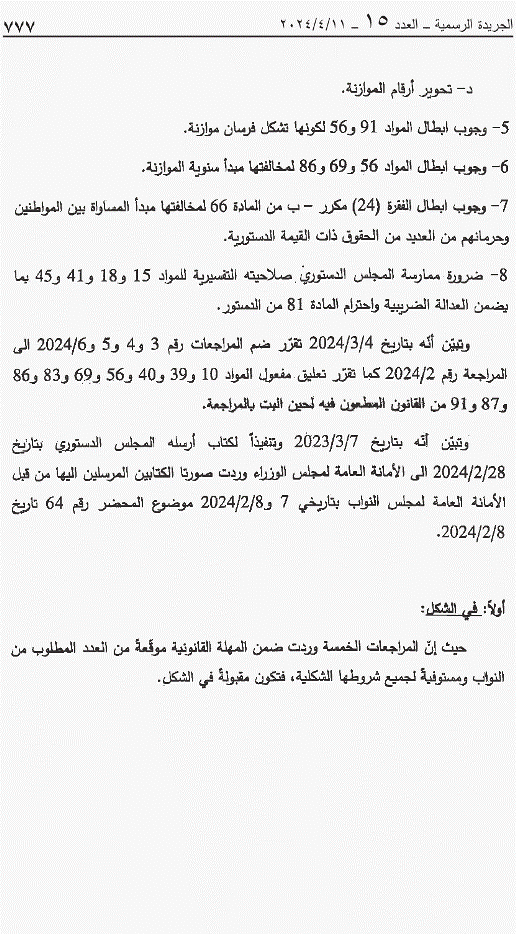 الجريدة الرسمية ــ العدد ١٥ ــ ٢٠٢٤/٤/١١ ٧٧٧
د- تحوير أرقام الموازنة.
5- وجوب ابطال المواد 91 و56 لكونها تشكل فرسان موازنة.
6- وجوب ابطال المواد 56 و69 و86 لمخالفتها مبدأ سنوية الموازنة.
7- وجوب ابطال الفقرة (24) مكرر – ب من المادة 66 لمخالفتها مبدأ المساواة بين المواطنين
وحرمانهم من العديد من الحقوق ذات القيمة الدستورية.
8- ضرورة ممارسة المجلس الدستوري صلاحيته التفسيرية للمواد 15 و18 و41 و45 بما
يضمن العدالة الضريبية واحترام المادة 81 من الدستور.
وتبيّن أنّه بتاريخ 2024/3/4 تقرّر ضم المراجعات رقم 3 و4 و5 و2024/6 الى
المراجعة رقم 2024/2 كما تقرّر تعليق مفعول المواد 10 و39 و40 و56 و69 و83 و86
و87 و91 من القانون المطعون فيه لحين البت بالمراجعة.
وتبيّن أنّه بتاريخ 2023/3/7 وتنفيذاً لكتاب أرسله المجلس الدستوري بتاريخ
2024/2/28 الى الأمانة العامة لمجلس الوزراء وردت صورتا الكتابين المرسلين اليها من قبل
الأمانة العامة لمجلس النواب بتاريخي 7 و2024/2/8 موضوع المحضر رقم 64 تاريخ
2024/2/8.
أولاً: في الشكل:
حيث إنّ المراجعات الخمسة وردت ضمن المهلة القانونية موقّعةً من العدد المطلوب من
النواب ومستوفيةً لجميع شروطها الشكلية، فتكون مقبولةً في الشكل.